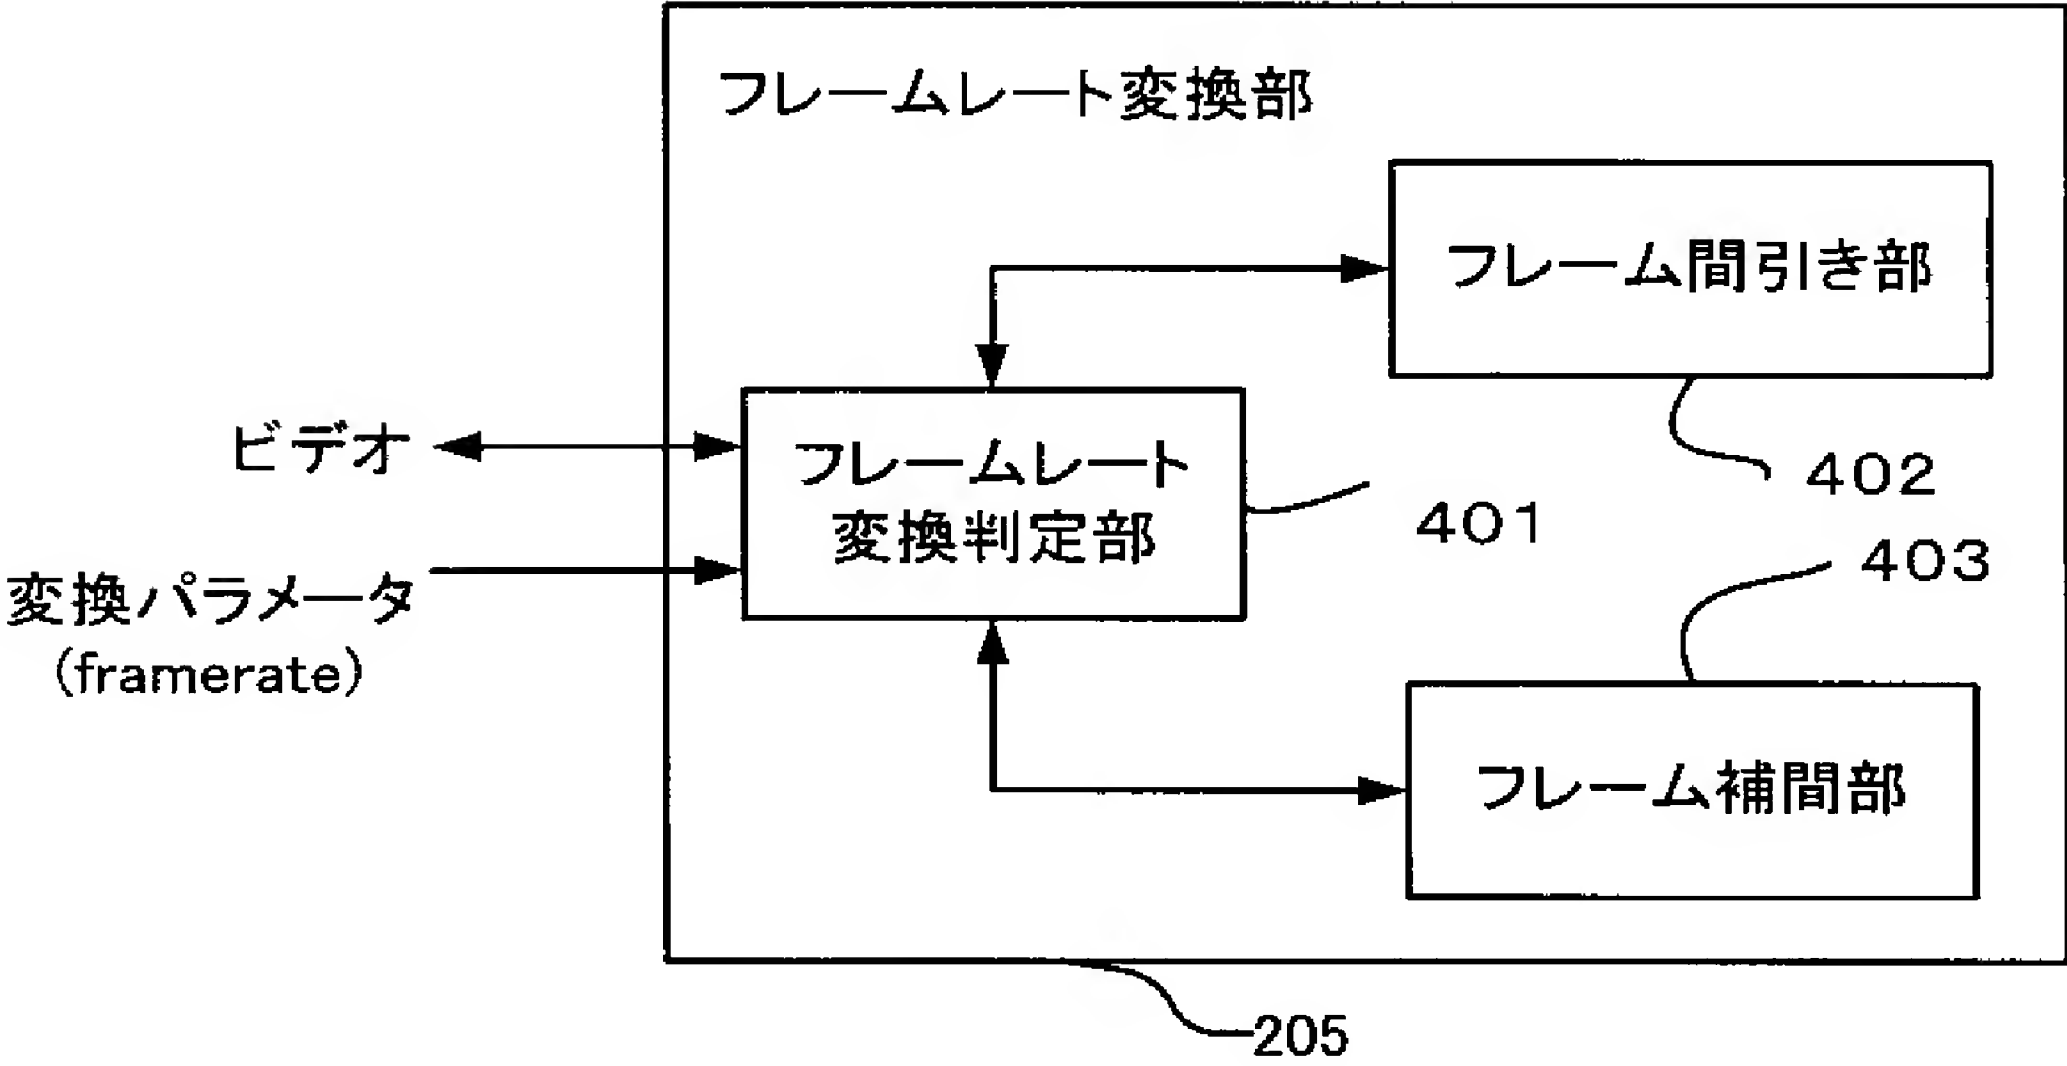 フレームレート変換部
フレーム間引き部
ビデオ
フレームレート
変換判定部
402
401
403
変換パラメータ
(framerate)
フレーム補間部
205